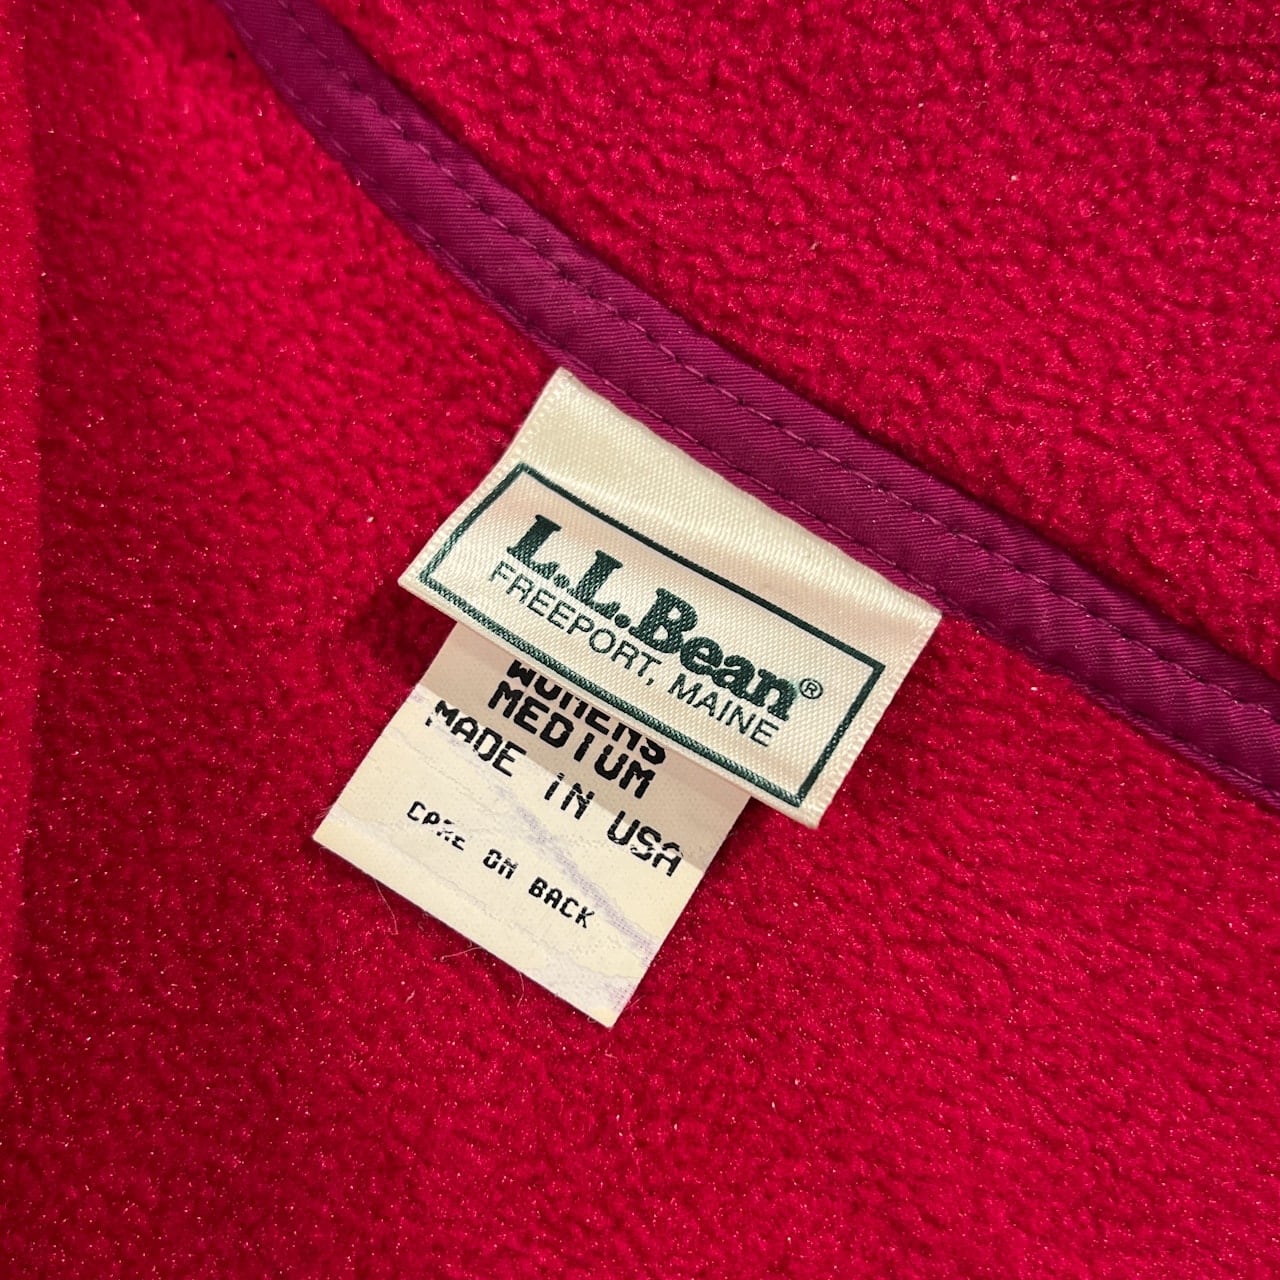 L.L.Bean®
FREEPORT, MAINE
WOMENS
MEDIUM
MADE IN USA
CARE ON BACK